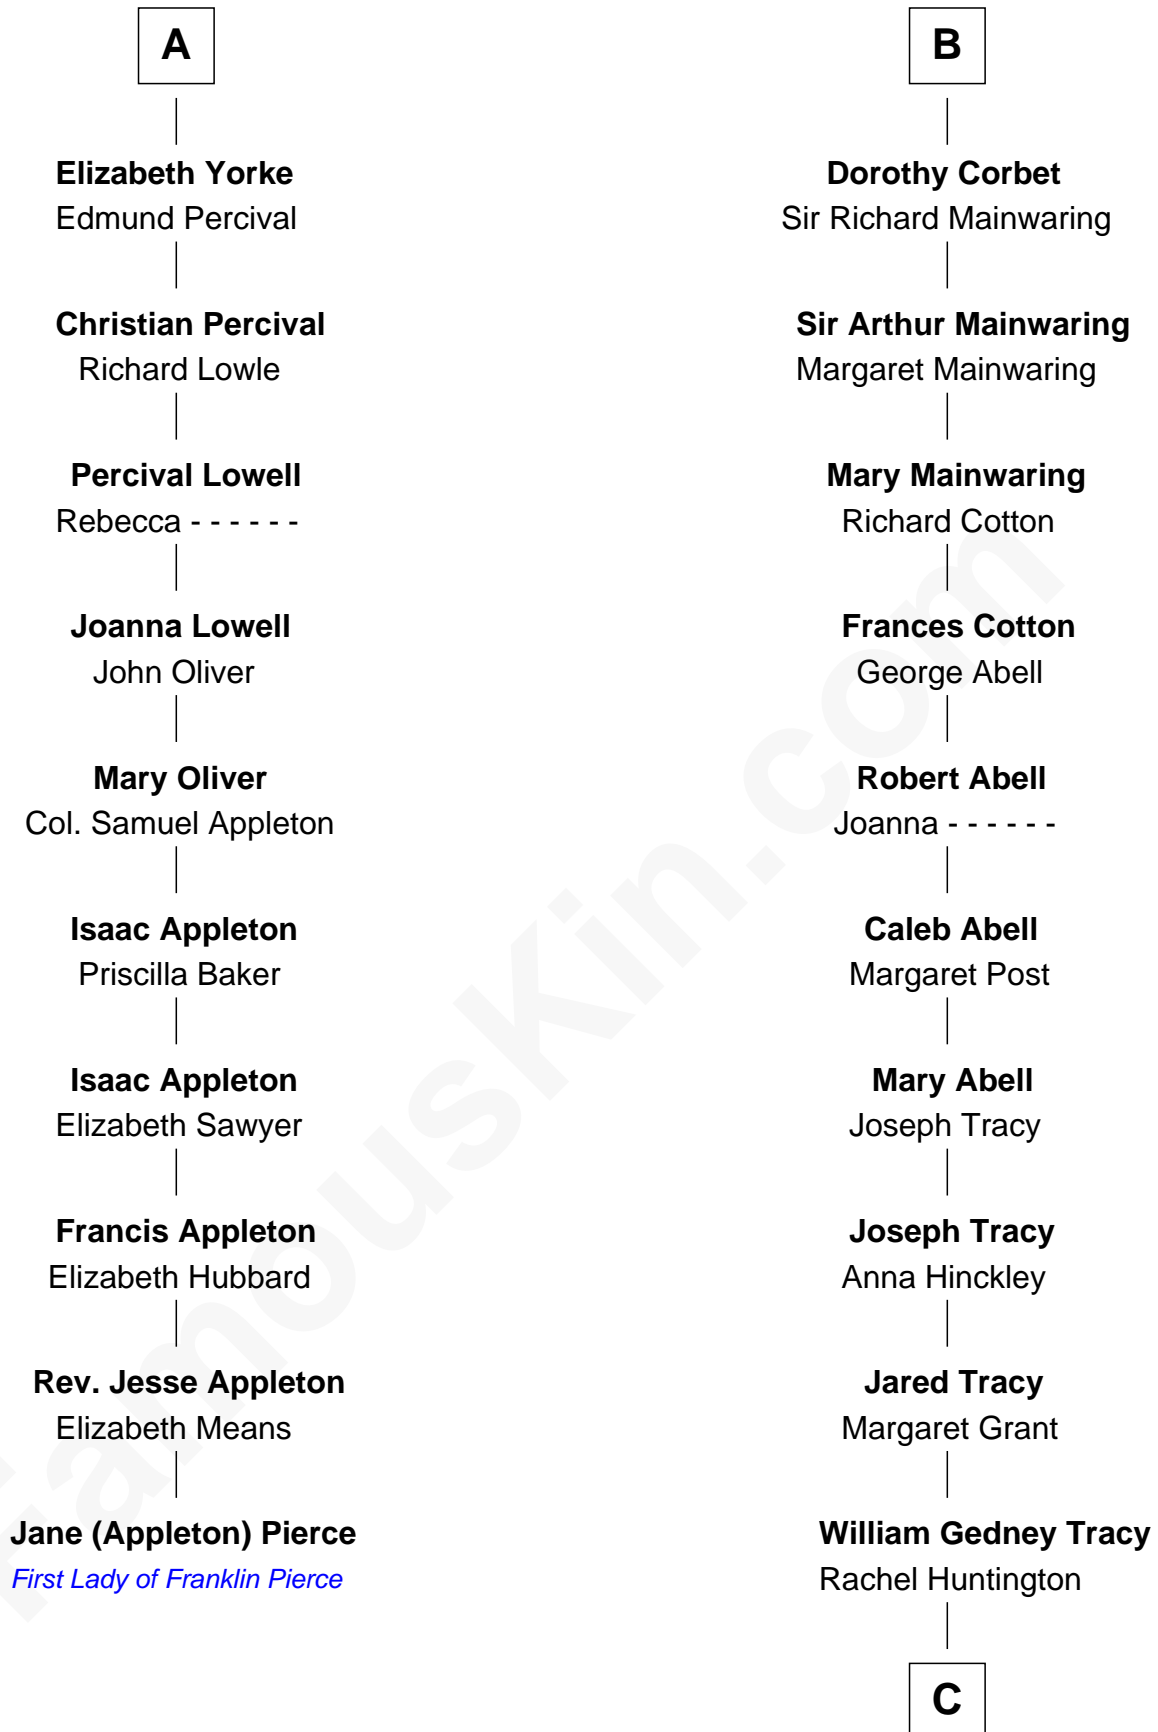 A
Elizabeth Yorke
Edmund Percival
Christian Percival
Richard Lowle
Percival Lowell
Rebecca - - - - - -
Joanna Lowell
John Oliver
Mary Oliver
Col. Samuel Appleton
Isaac Appleton
Priscilla Baker
Isaac Appleton
Elizabeth Sawyer
Francis Appleton
Elizabeth Hubbard
Rev. Jesse Appleton
Elizabeth Means
Jane (Appleton) Pierce
First Lady of Franklin Pierce
B
Dorothy Corbet
Sir Richard Mainwaring
Sir Arthur Mainwaring
Margaret Mainwaring
Mary Mainwaring
Richard Cotton
Frances Cotton
George Abell
Robert Abell
Joanna - - - - - -
Caleb Abell
Margaret Post
Mary Abell
Joseph Tracy
Joseph Tracy
Anna Hinckley
Jared Tracy
Margaret Grant
William Gedney Tracy
Rachel Huntington
C
FamousKin.com